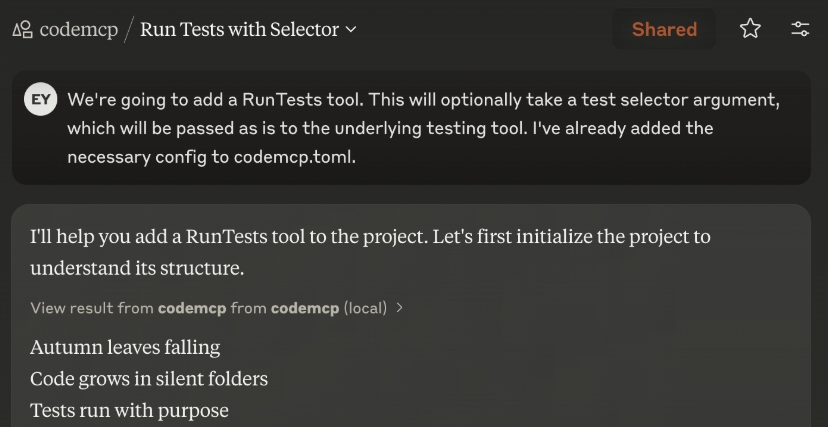 codemcp / Run Tests with Selector
Shared
EY
We're going to add a RunTests tool. This will optionally take a test selector argument,
which will be passed as is to the underlying testing tool. I've already added the
necessary config to codemcp.toml.
I'll help you add a RunTests tool to the project. Let's first initialize the project to
understand its structure.
View result from codemcp from codemcp (local)
Autumn leaves falling
Code grows in silent folders
Tests run with purpose